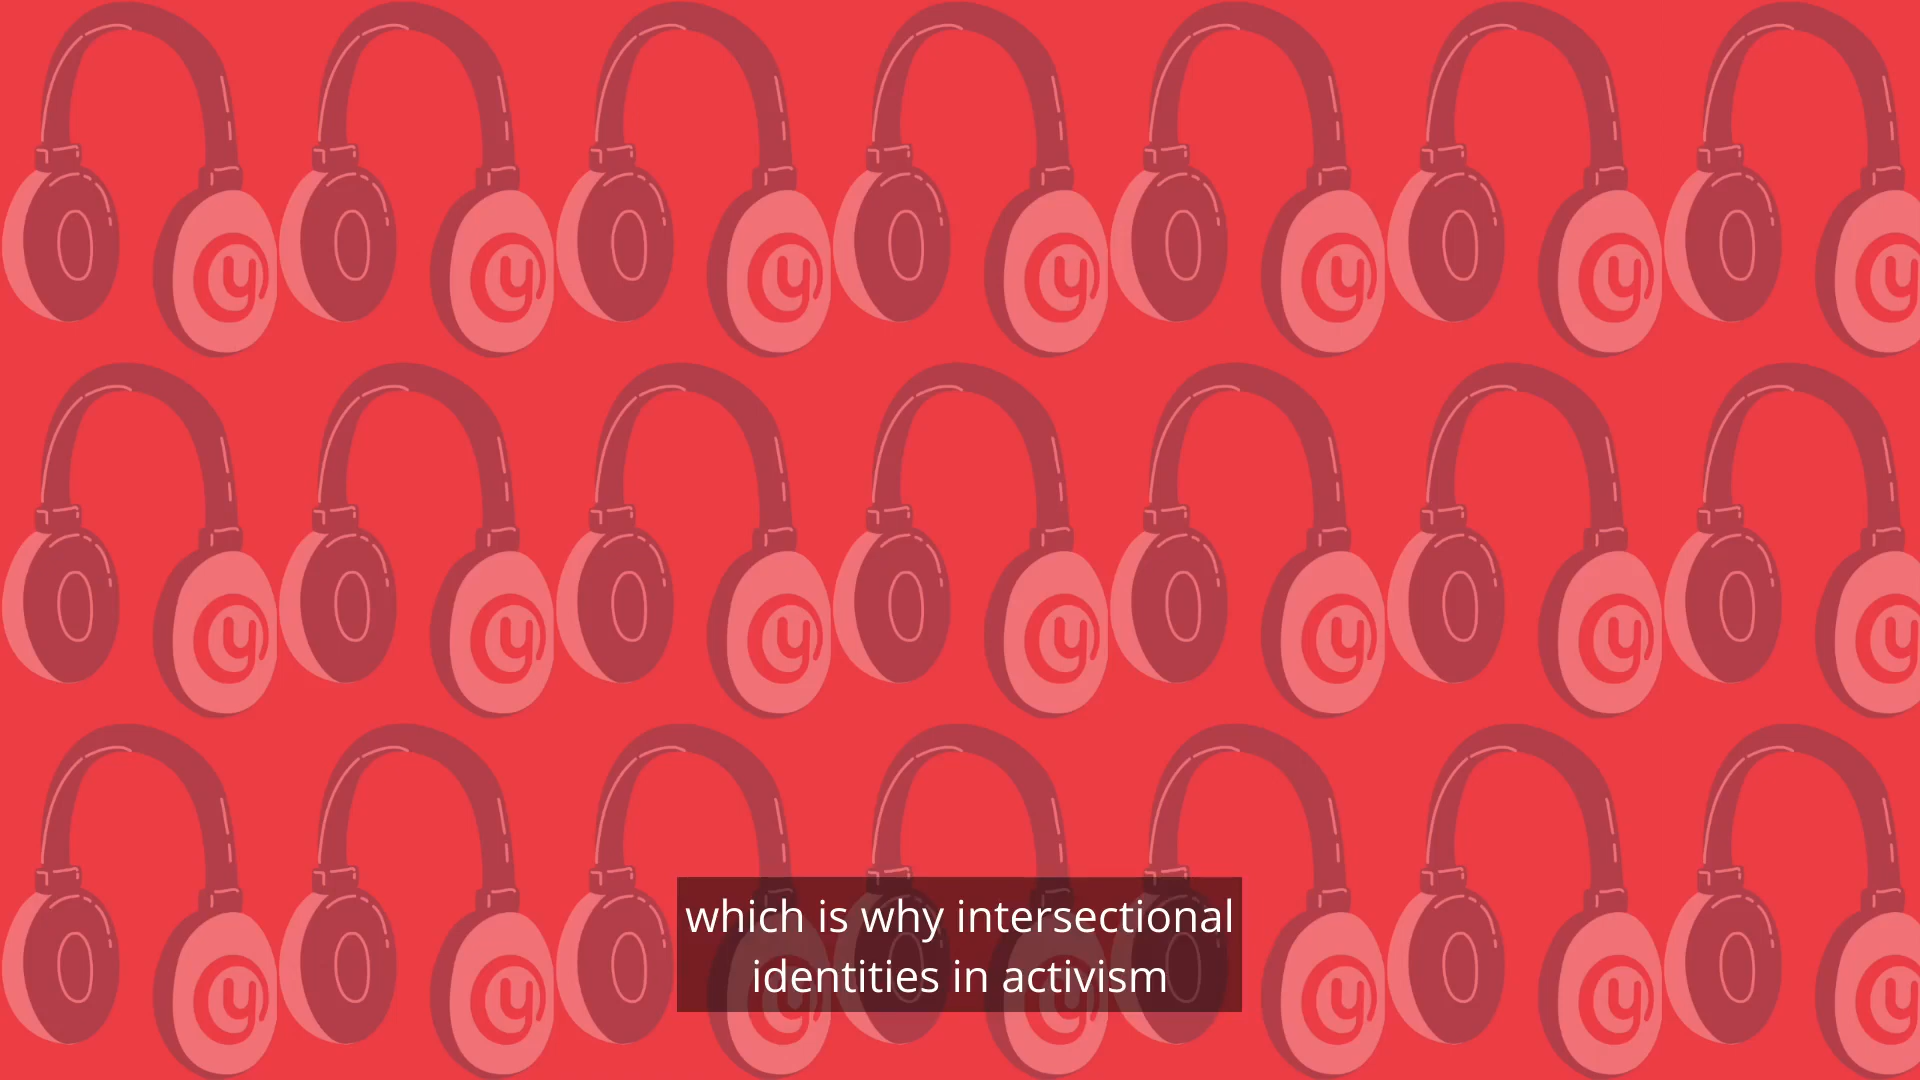 which is why intersectional
identities in activism